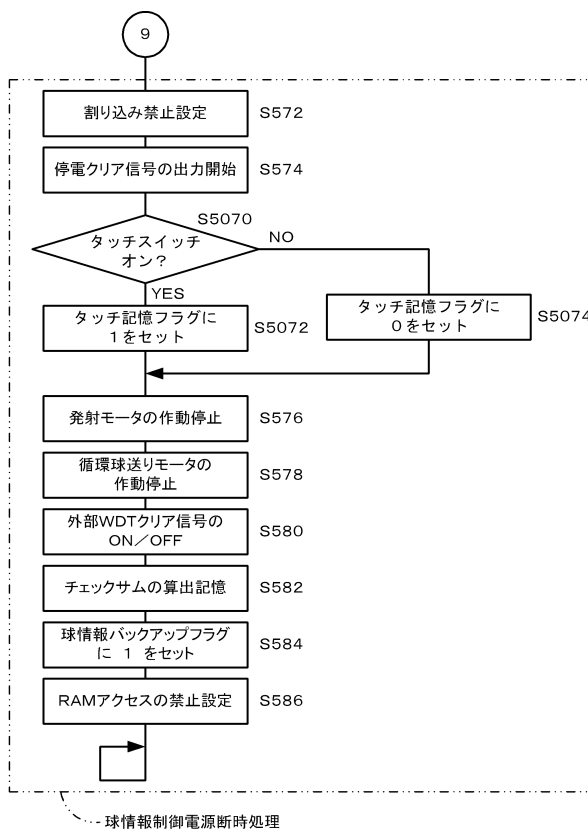 9
割り込み禁止設定 S572
停電クリア信号の出力開始 S574
S5070
タッチスイッチ
オン？
NO
YES
タッチ記憶フラグに
１をセット
S5072
タッチ記憶フラグに
０をセット
S5074
発射モータの作動停止 S576
循環球送りモータの
作動停止
S578
外部WDTクリア信号の
ON／OFF
S580
チェックサムの算出記憶 S582
球情報バックアップフラグ
に １ をセット
S584
RAMアクセスの禁止設定 S586
球情報制御電源断時処理